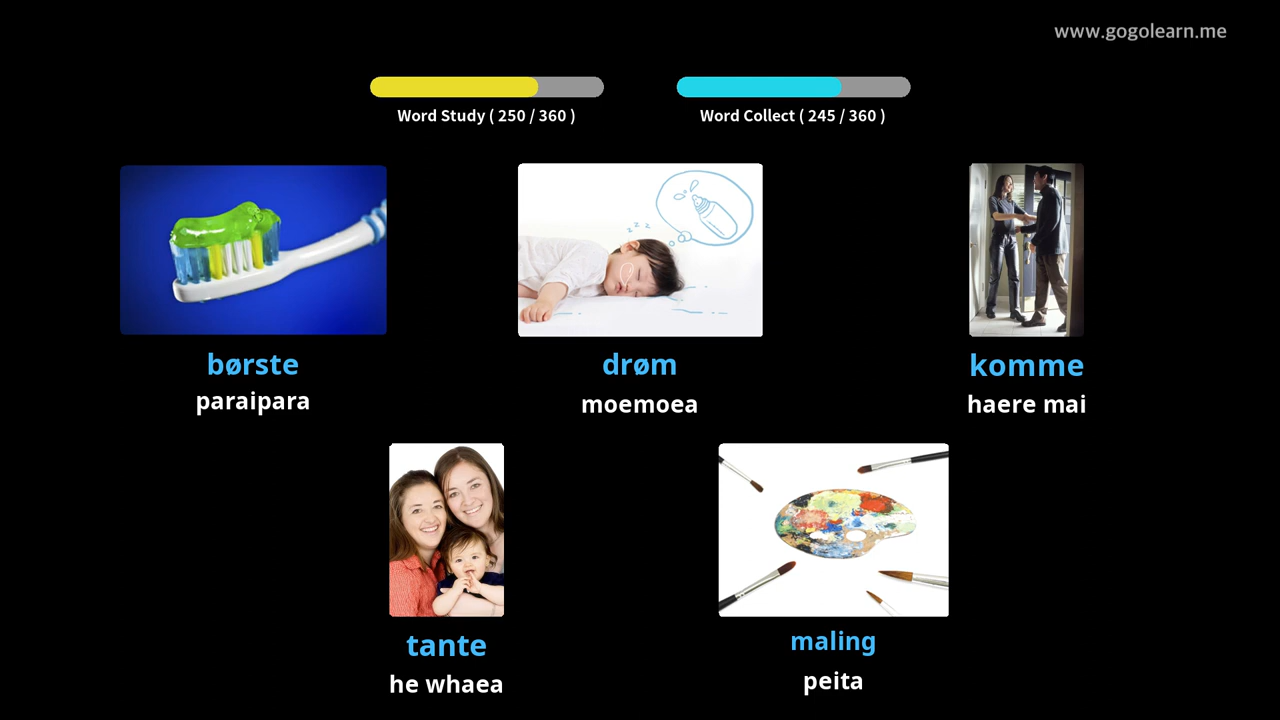 www.gogolearn.me
Word Study ( 250 / 360 )
Word Collect ( 245 / 360 )
børste
drøm
komme
paraipara
moemoea
haere mai
tante
maling
he whaea
peita